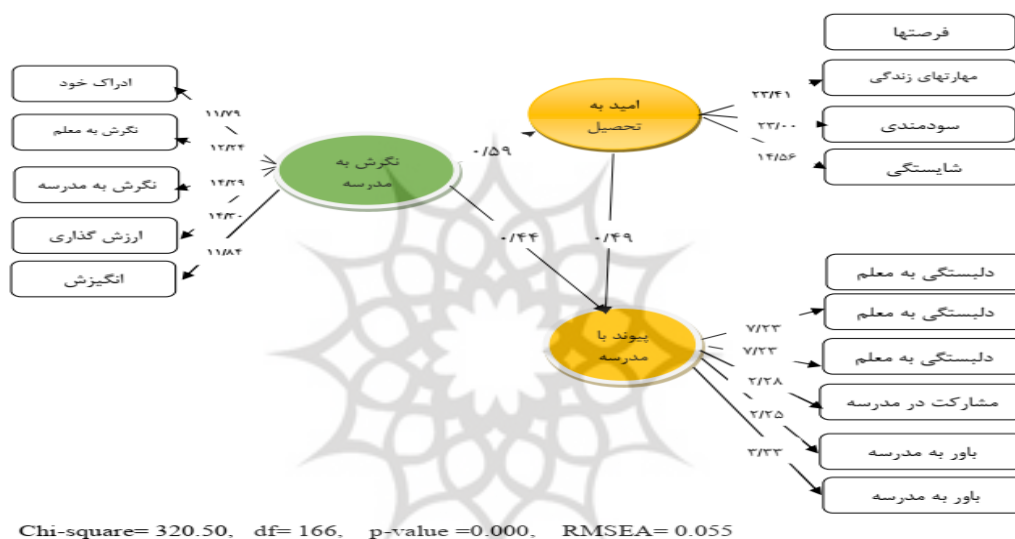 فرصتها
مهارتهای زندگی
سودمندی
شایستگی
۲۳/۴۱
۲۳/۰۰
۱۴/۵۶
امید به
تحصیل
ادراک خود
نگرش به معلم
نگرش به مدرسه
ارزش گذاری
انگیزش
۱۱/۷۹
۱۲/۲۴
۱۴/۲۹
۱۴/۳۰
۱۱/۸۴
نگرش به
مدرسه
۰/۵۹
۰/۴۴
۰/۴۹
پیوند با
مدرسه
۷/۲۳
۷/۲۳
۲/۲۸
۲/۲۵
۳/۳۳
دلبستگی به معلم
دلبستگی به معلم
دلبستگی به معلم
مشارکت در مدرسه
باور به مدرسه
باور به مدرسه
Chi-square= 320.50, df= 166, p-value =0.000, RMSEA= 0.055